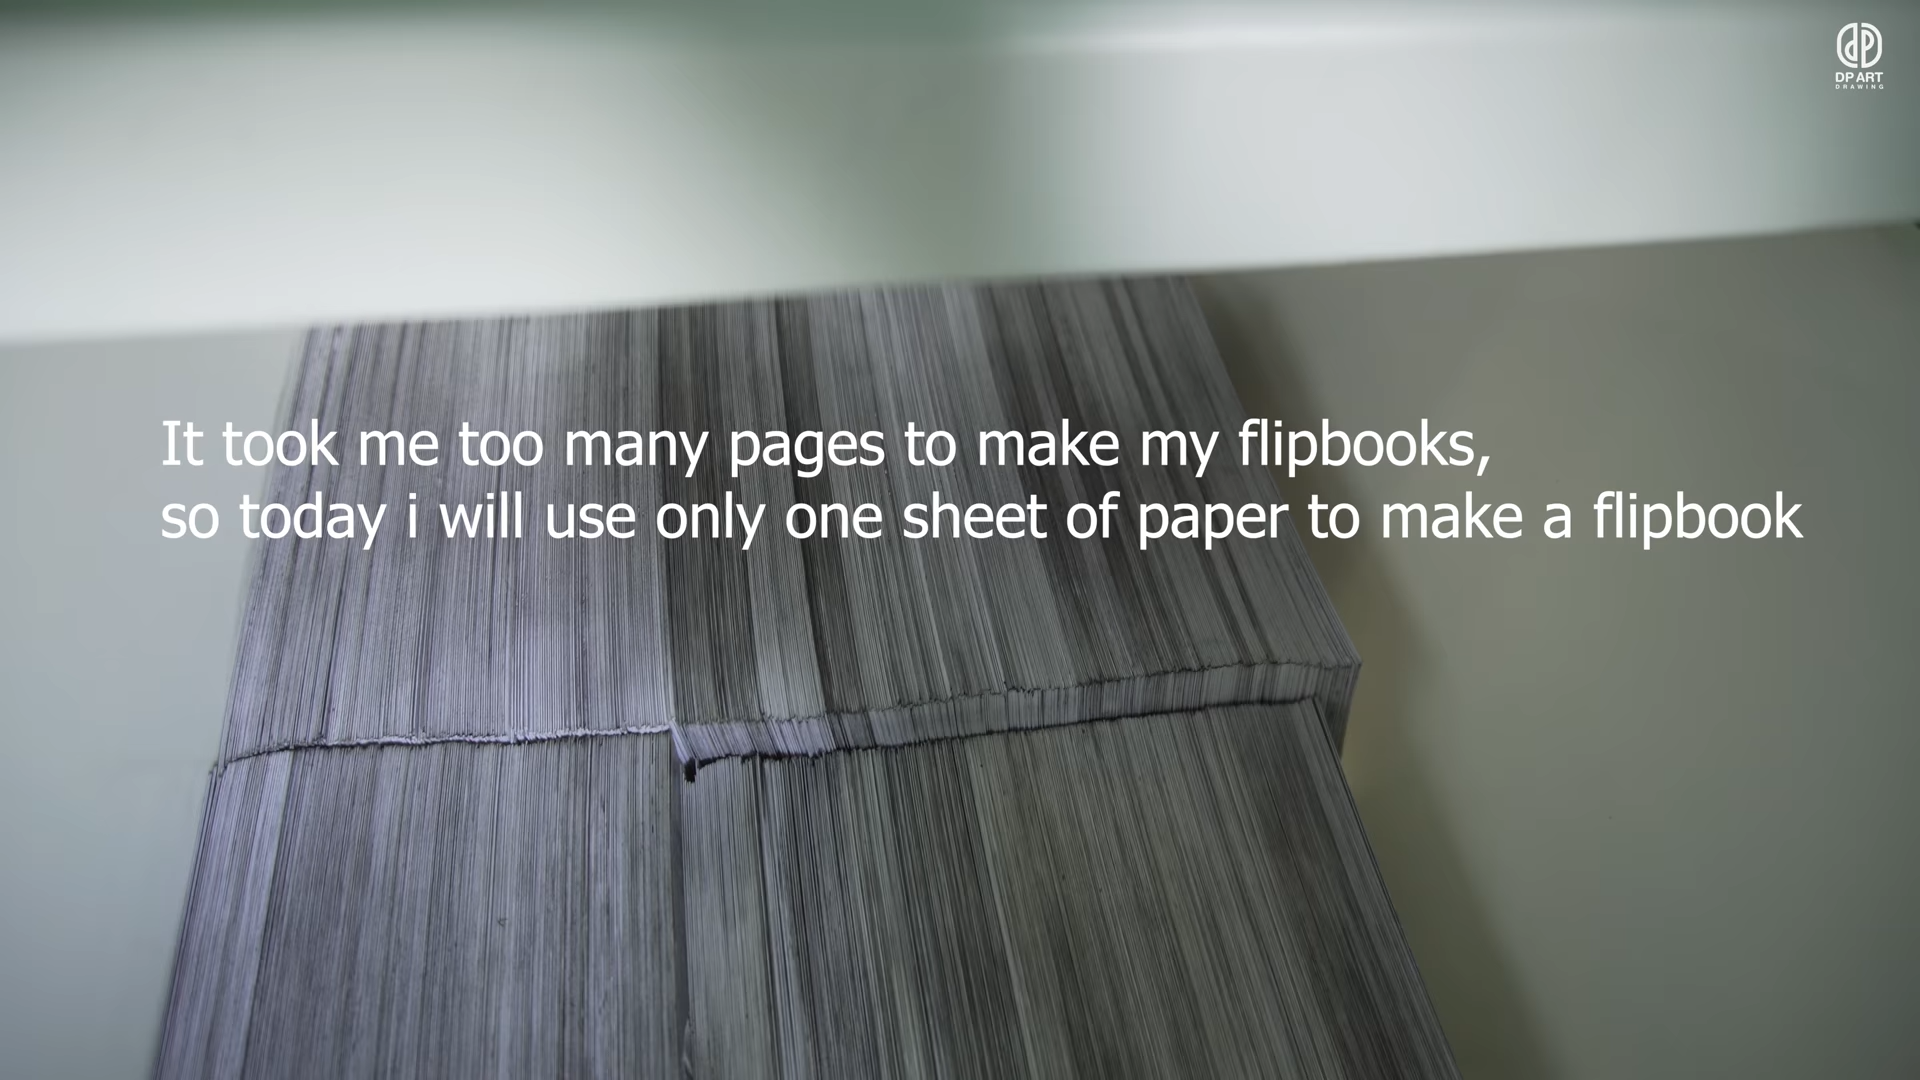 DP ART
DRAWING
It took me too many pages to make my flipbooks,
so today i will use only one sheet of paper to make a flipbook